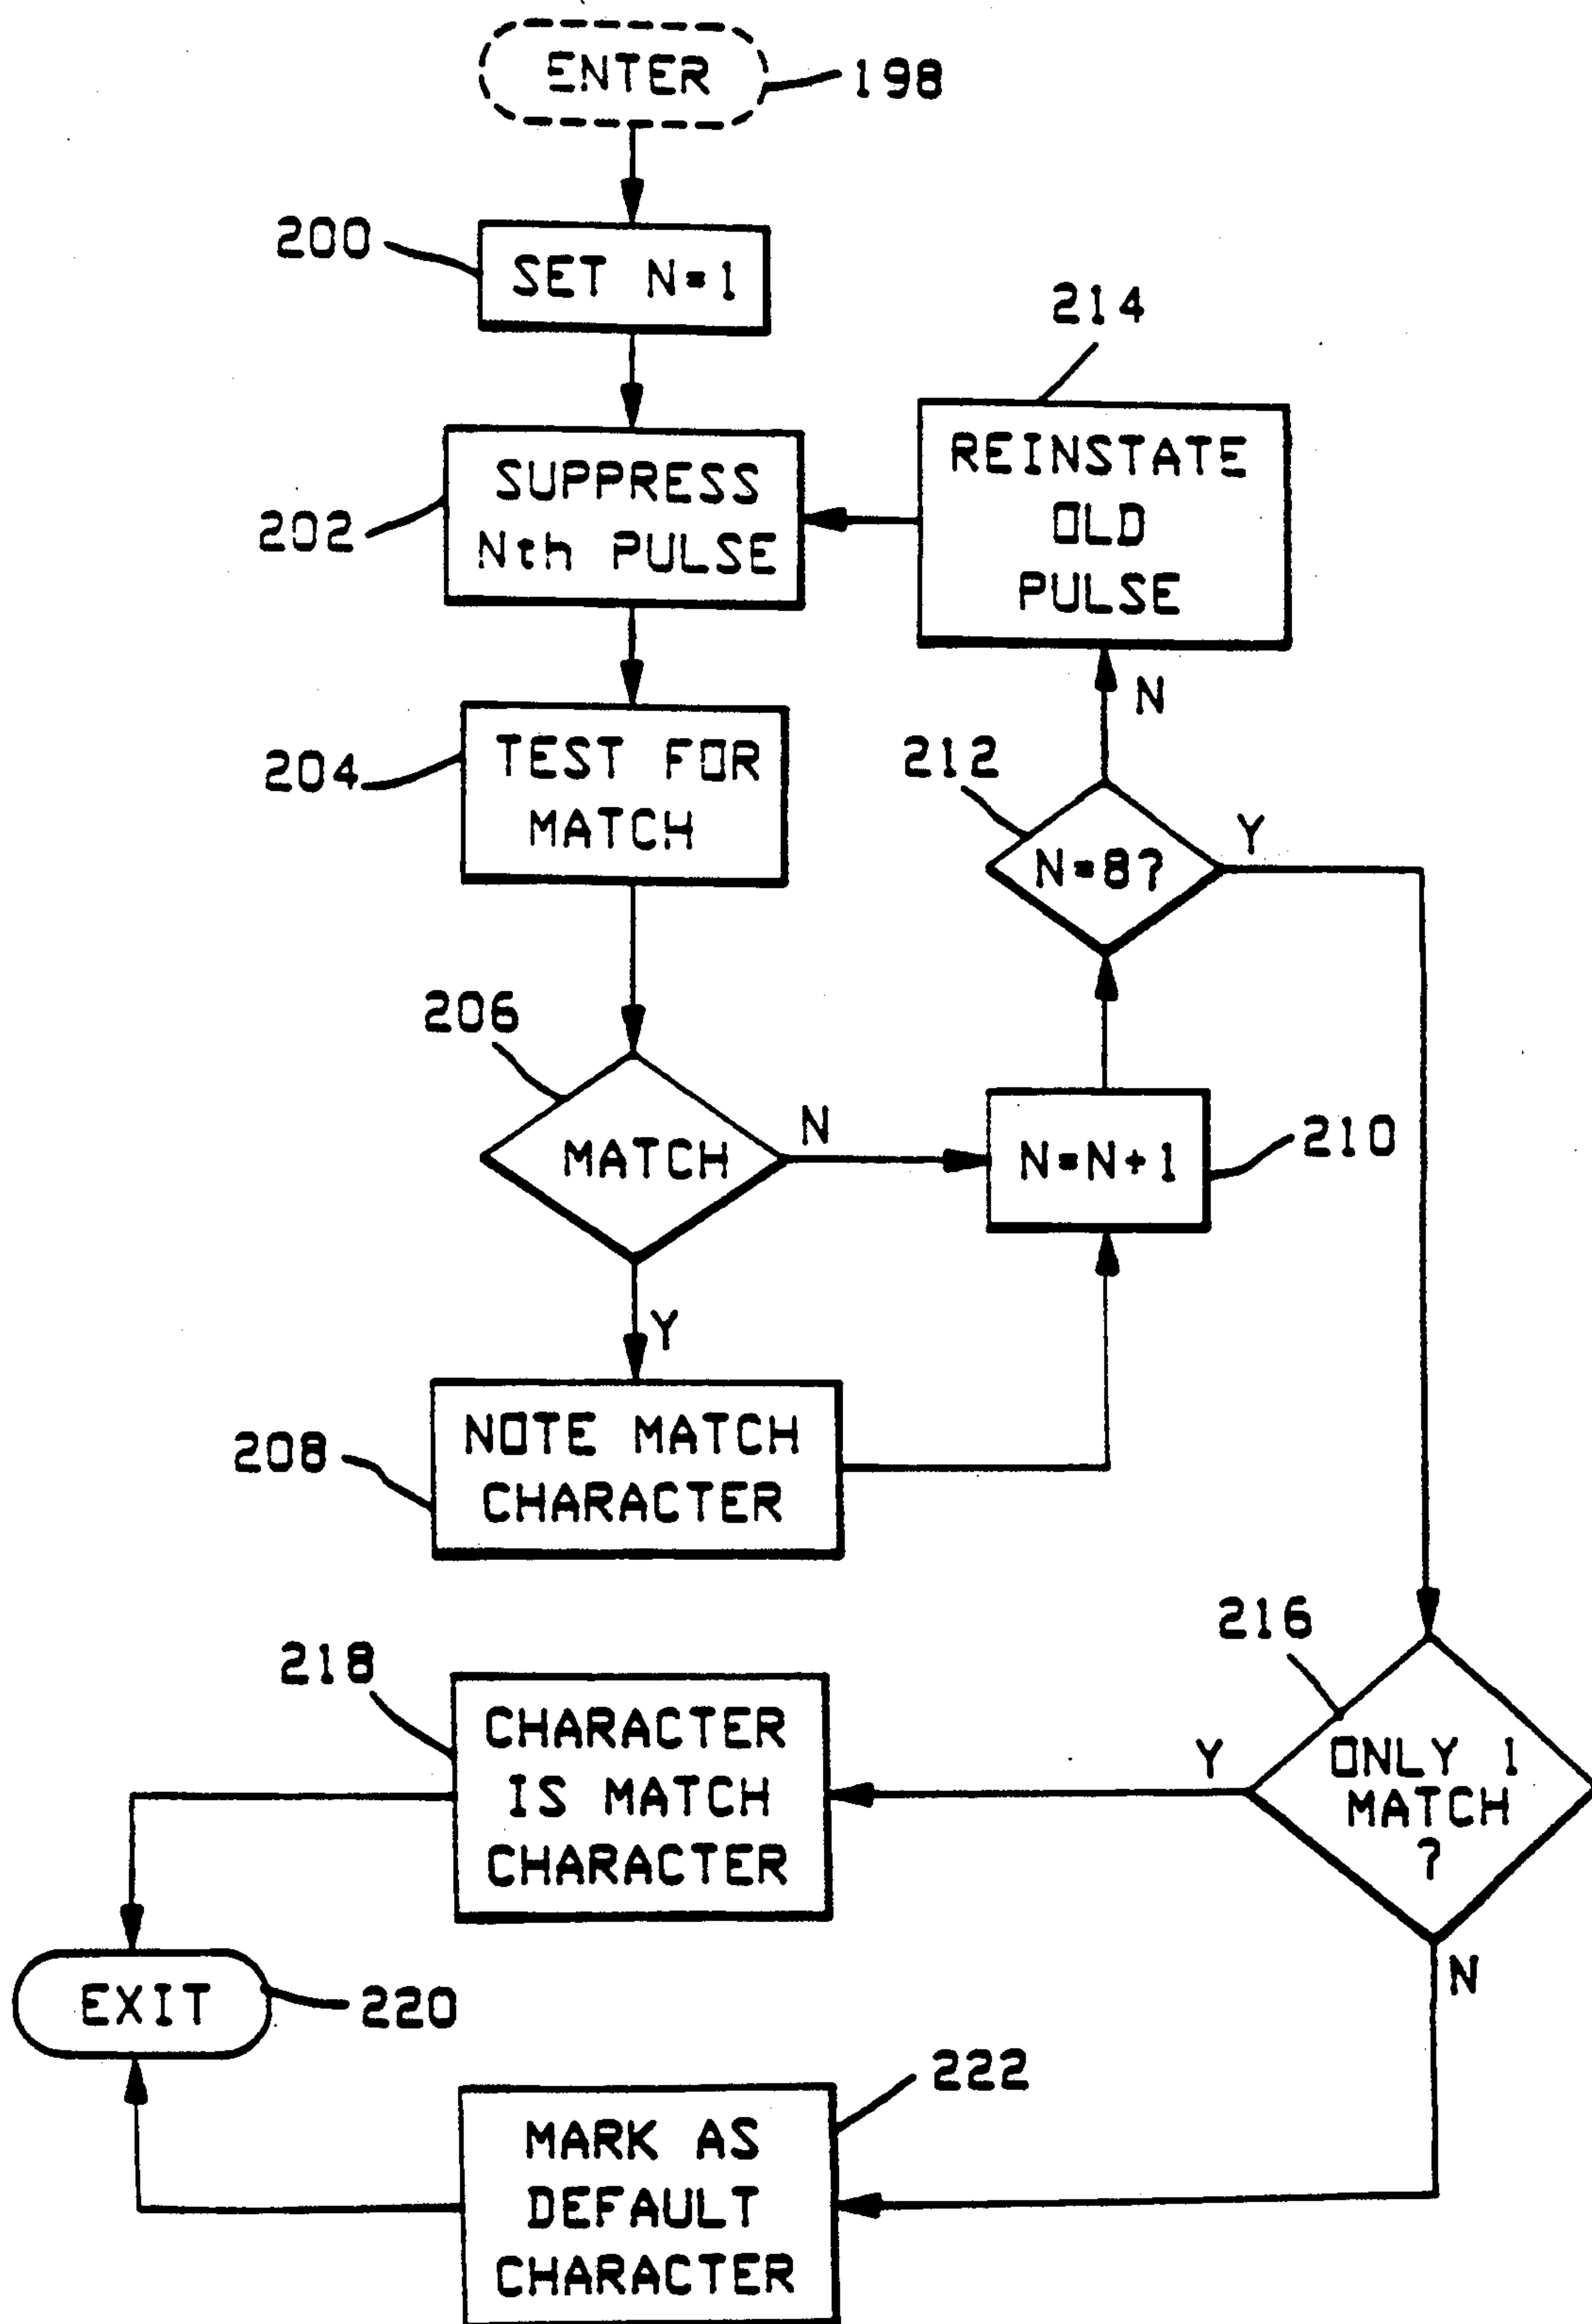 ENTER
198
200
SET N=1
214
REINSTATE
OLD
PULSE
202
SUPPRESS
Nth PULSE
N
204
TEST FOR
MATCH
212
N=8?
Y
206
MATCH
N
N=N+1
210
Y
208
NOTE MATCH
CHARACTER
216
ONLY 1
MATCH
?
Y
218
CHARACTER
IS MATCH
CHARACTER
N
EXIT
220
222
MARK AS
DEFAULT
CHARACTER